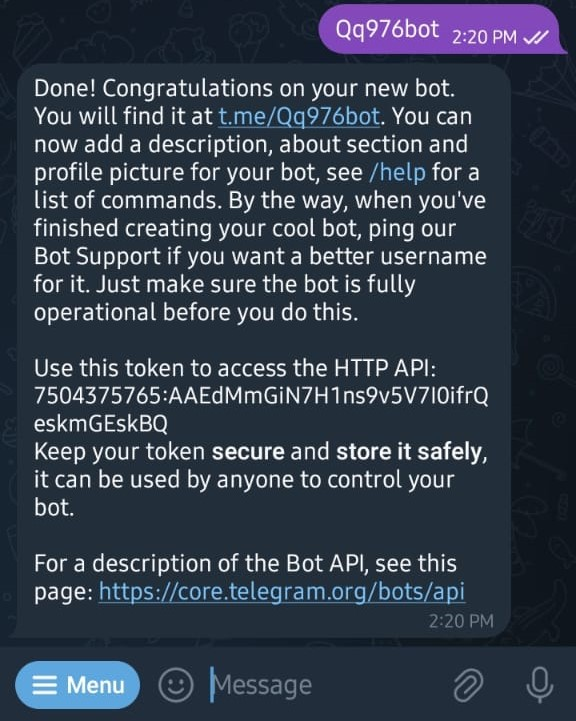 Qq976bot 2:20 PM
Done! Congratulations on your new bot.
You will find it at t.me/Qq976bot. You can
now add a description, about section and
profile picture for your bot, see /help for a
list of commands. By the way, when you've
finished creating your cool bot, ping our
Bot Support if you want a better username
for it. Just make sure the bot is fully
operational before you do this.
Use this token to access the HTTP API:
7504375765:AAEdMmGiN7H1ns9v5V7I0ifrQ
eskmGEskBQ
Keep your token secure and store it safely,
it can be used by anyone to control your
bot.
For a description of the Bot API, see this
page: https://core.telegram.org/bots/api
2:20 PM
Menu Message